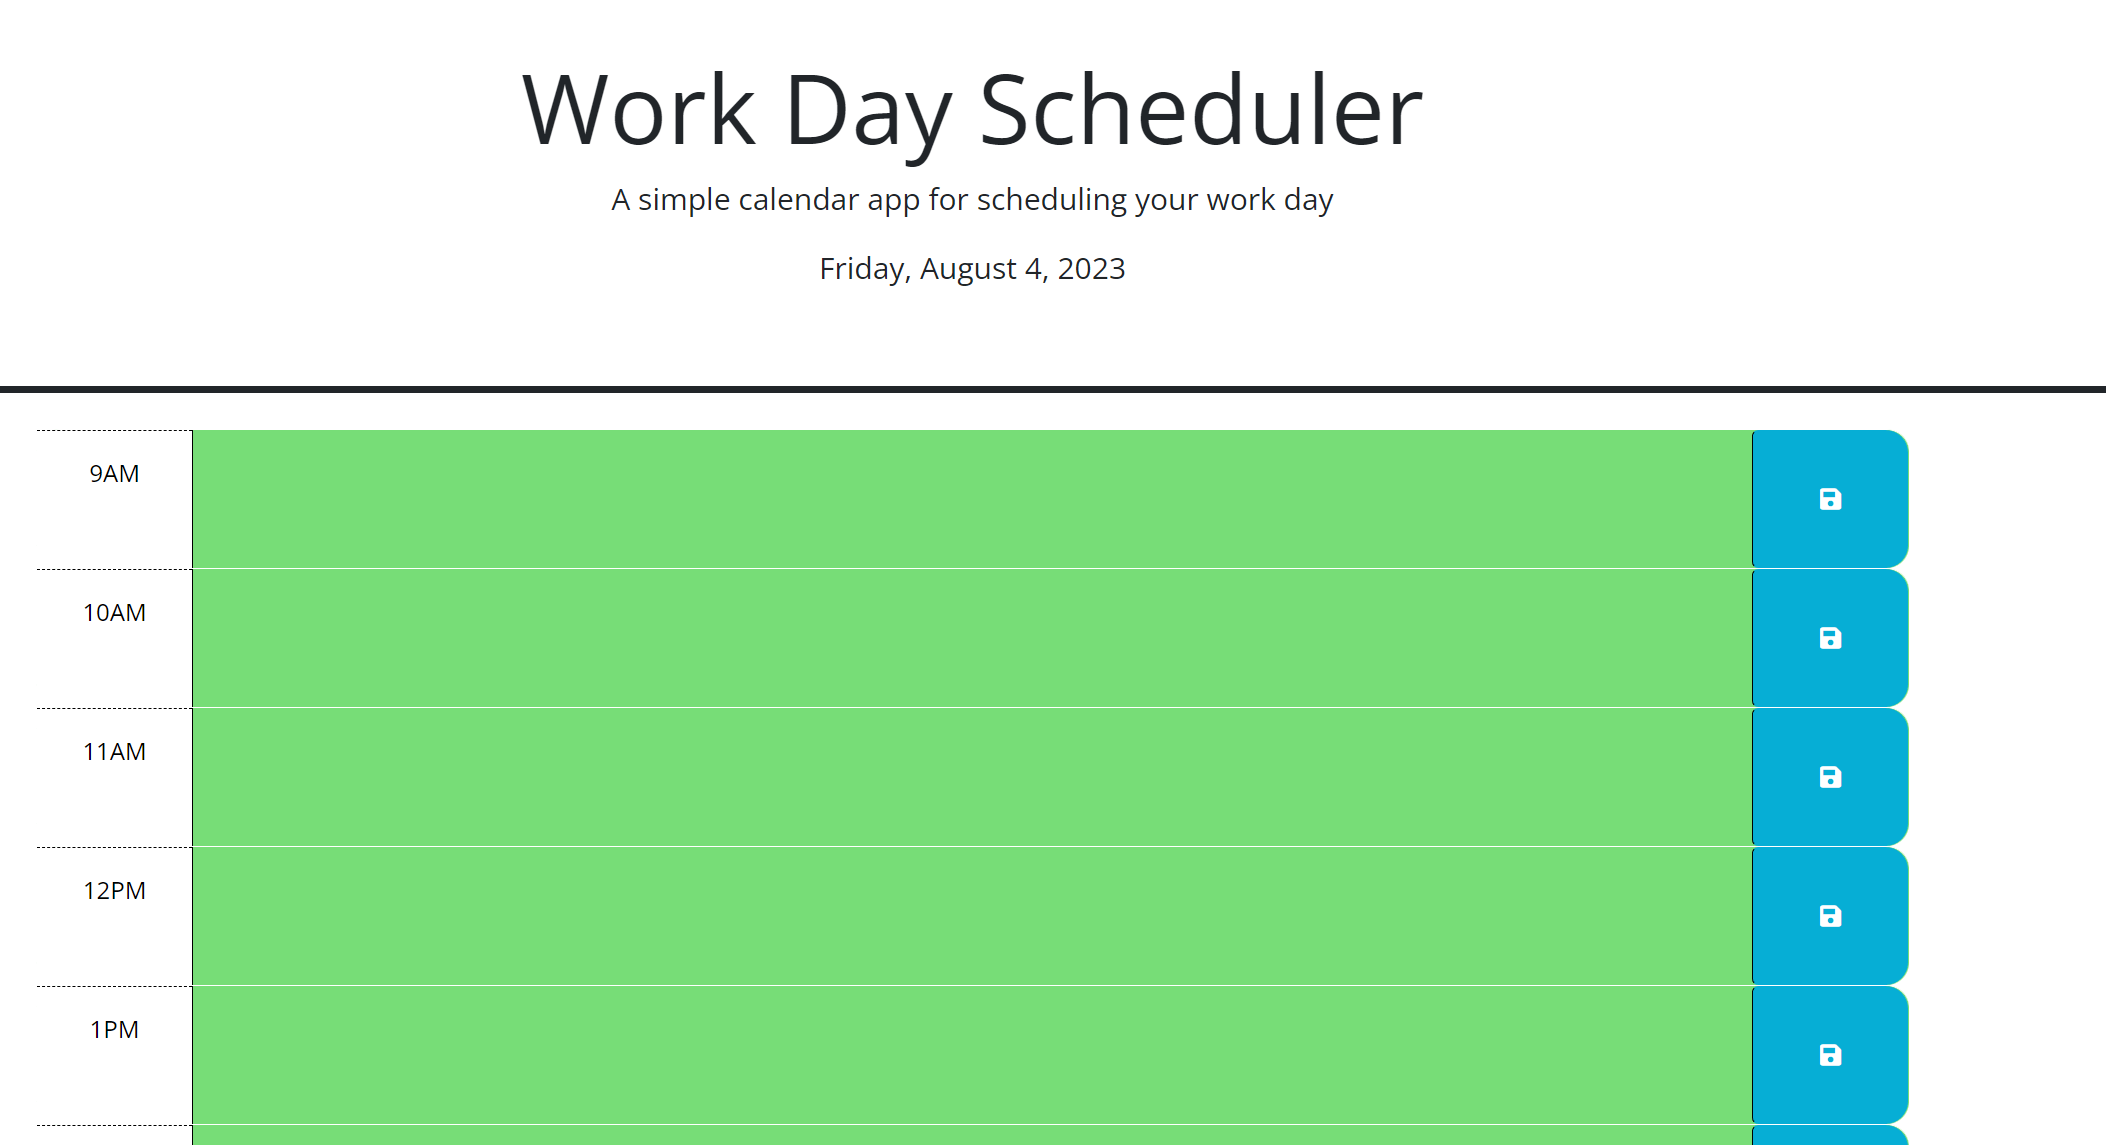 Work Day Scheduler
A simple calendar app for scheduling your work day
Friday, August 4, 2023
9AM
10AM
11AM
12PM
1PM